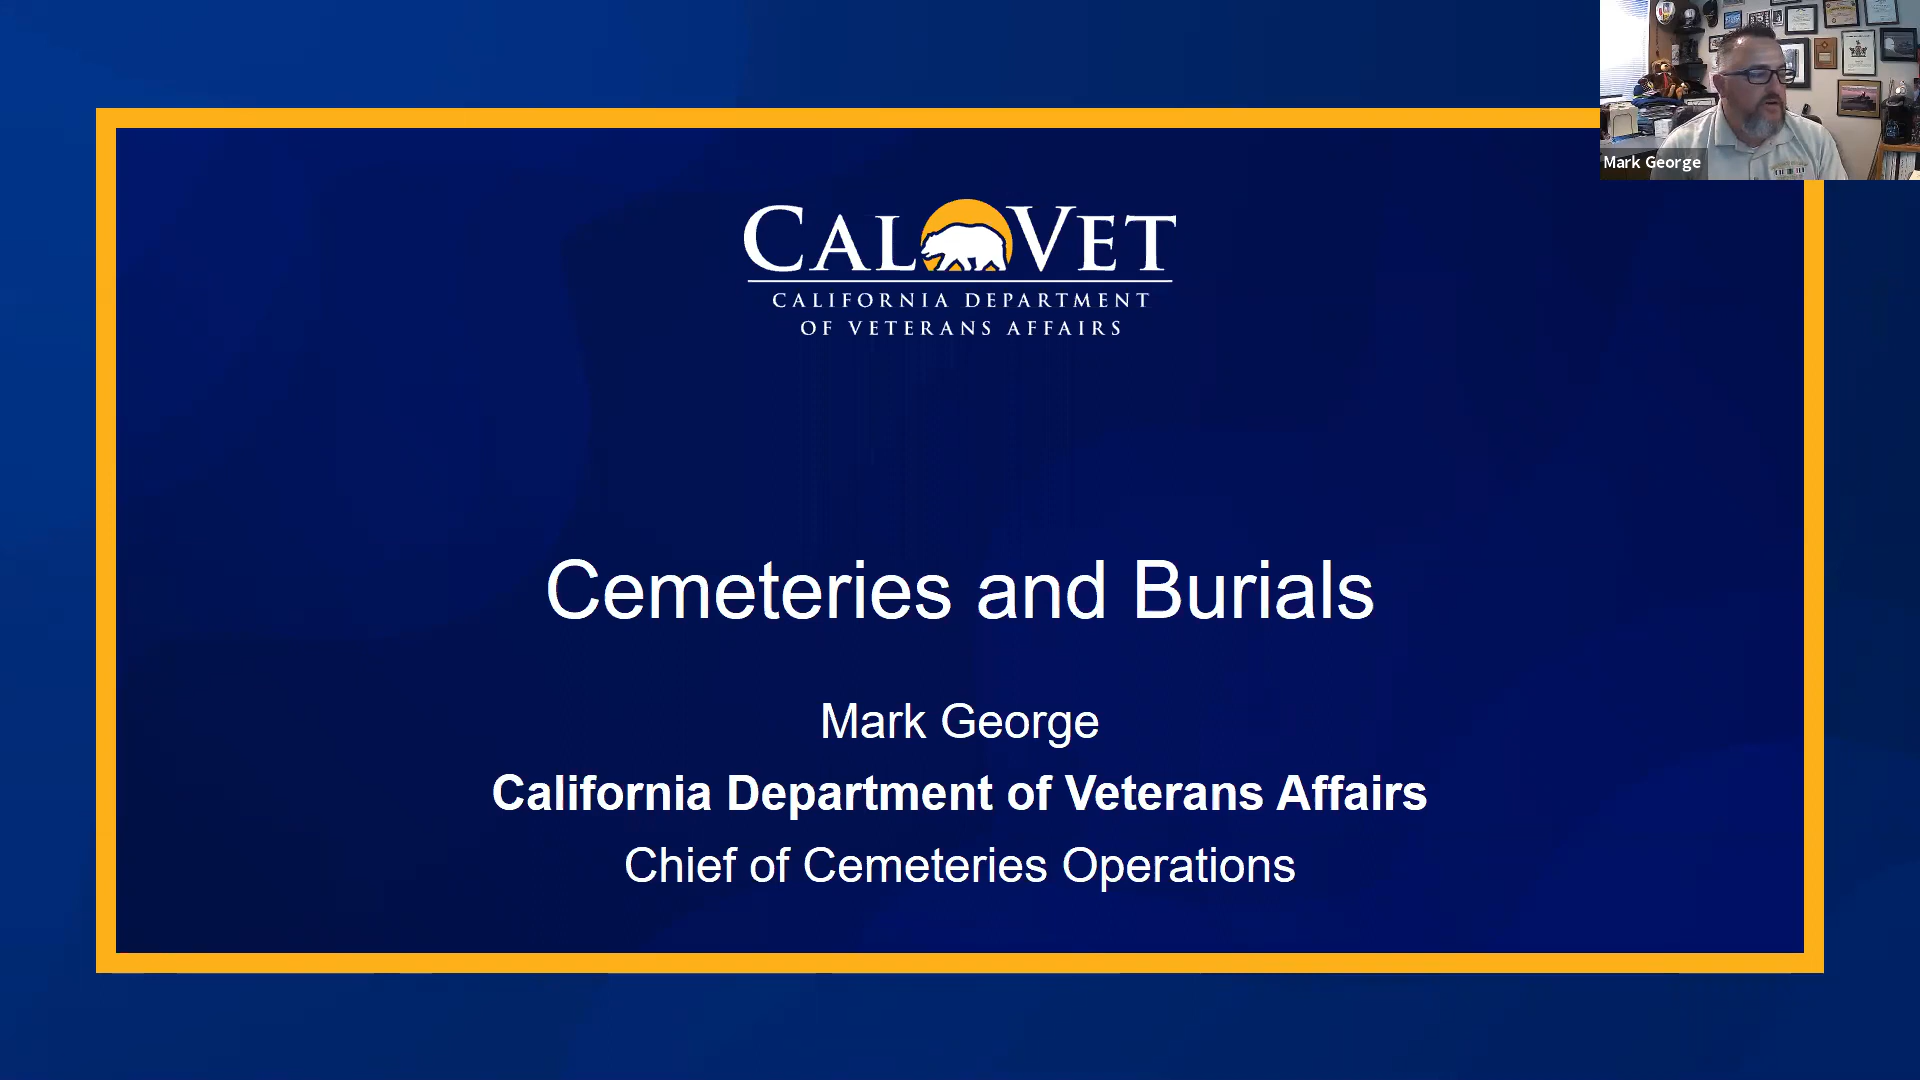 Mark George
CALVET
CALIFORNIA DEPARTMENT
OF VETERANS AFFAIRS
Cemeteries and Burials
Mark George
California Department of Veterans Affairs
Chief of Cemeteries Operations